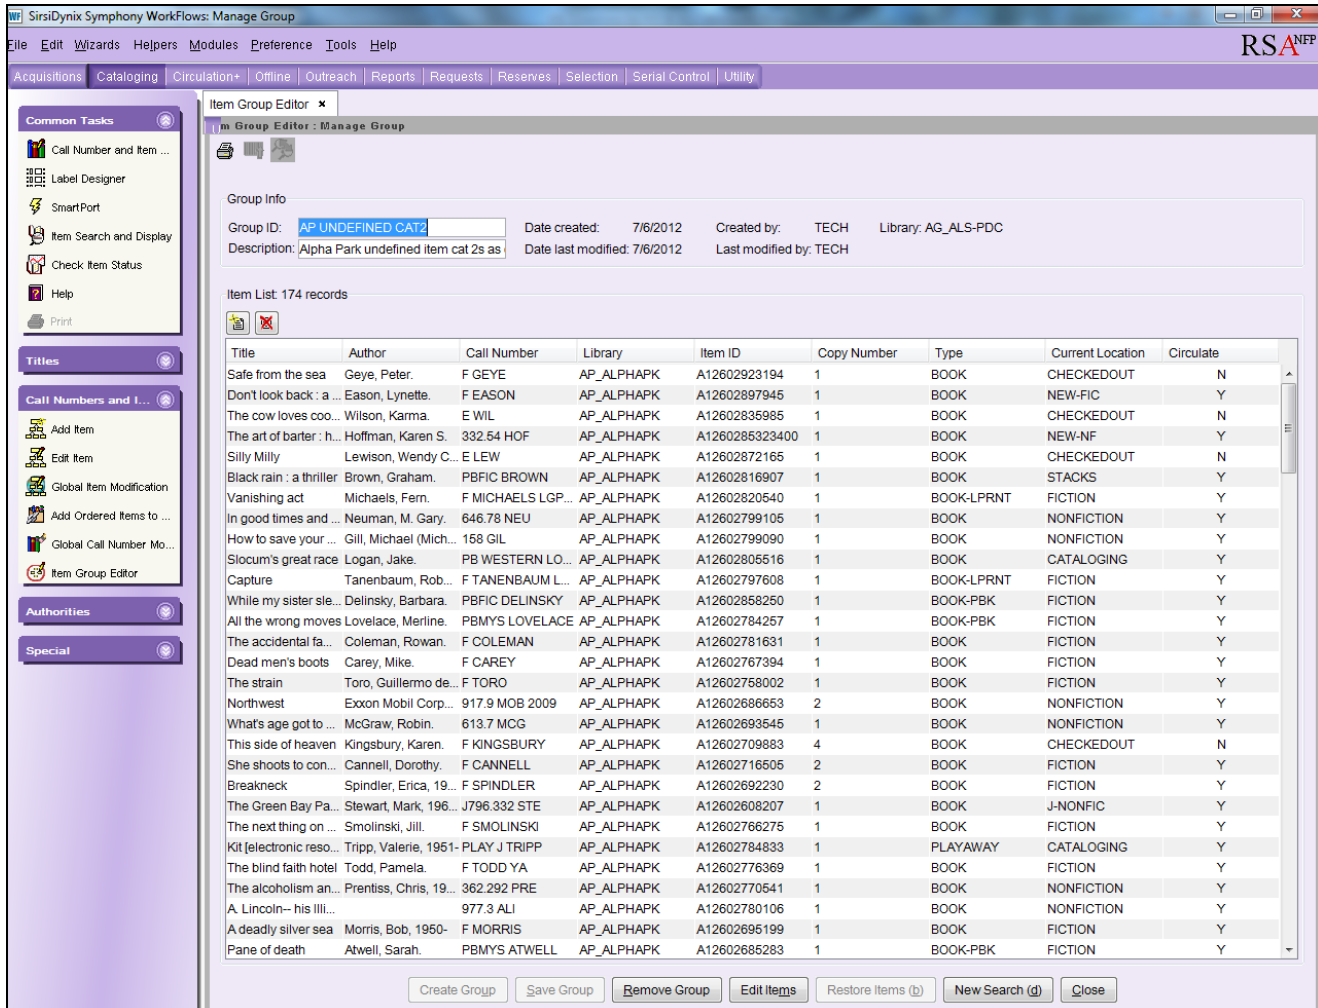 WF SirsiDynix Symphony WorkFlows: Manage Group
File Edit Wizards Helpers Modules Preference Tools Help
RSA NFP
Acquisitions Cataloging Circulation+ Offline Outreach Reports Requests Reserves Selection Serial Control Utility
Common Tasks
Call Number and Item ...
Label Designer
SmartPort
Item Search and Display
Check Item Status
Help
Print
Titles
Call Numbers and I...
Add Item
Edit Item
Global Item Modification
Add Ordered Items to ...
Global Call Number Mo...
Item Group Editor
Authorities
Special
Item Group Editor ×
m Group Editor : Manage Group
Group Info
Group ID: AP UNDEFINED CAT2 Date created: 7/6/2012 Created by: TECH Library: AG_ALS-PDC
Description: Alpha Park undefined item cat 2s as Date last modified: 7/6/2012 Last modified by: TECH
Item List: 174 records
Title Author Call Number Library Item ID Copy Number Type Current Location Circulate
Safe from the sea Geye, Peter. F GEYE AP_ALPHAPK A12602923194 1 BOOK CHECKEDOUT N
Don't look back : a ... Eason, Lynette. F EASON AP_ALPHAPK A12602897945 1 BOOK NEW-FIC Y
The cow loves coo... Wilson, Karma. E WIL AP_ALPHAPK A12602835985 1 BOOK CHECKEDOUT N
The art of barter : h... Hoffman, Karen S. 332.54 HOF AP_ALPHAPK A1260285323400 1 BOOK NEW-NF Y
Silly Milly Lewison, Wendy C... E LEW AP_ALPHAPK A12602872165 1 BOOK CHECKEDOUT N
Black rain : a thriller Brown, Graham. PBFIC BROWN AP_ALPHAPK A12602816907 1 BOOK STACKS Y
Vanishing act Michaels, Fern. F MICHAELS LGP... AP_ALPHAPK A12602820540 1 BOOK-LPRNT FICTION Y
In good times and ... Neuman, M. Gary. 646.78 NEU AP_ALPHAPK A12602799105 1 BOOK NONFICTION Y
How to save your ... Gill, Michael (Mich... 158 GIL AP_ALPHAPK A12602799090 1 BOOK NONFICTION Y
Slocum's great race Logan, Jake. PB WESTERN LO... AP_ALPHAPK A12602805516 1 BOOK CATALOGING Y
Capture Tanenbaum, Rob... F TANENBAUM L... AP_ALPHAPK A12602797608 1 BOOK-LPRNT FICTION Y
While my sister sle... Delinsky, Barbara. PBFIC DELINSKY AP_ALPHAPK A12602858250 1 BOOK-PBK FICTION Y
All the wrong moves Lovelace, Merline. PBMYS LOVELACE AP_ALPHAPK A12602784257 1 BOOK-PBK FICTION Y
The accidental fa... Coleman, Rowan. F COLEMAN AP_ALPHAPK A12602781631 1 BOOK FICTION Y
Dead men's boots Carey, Mike. F CAREY AP_ALPHAPK A12602767394 1 BOOK FICTION Y
The strain Toro, Guillermo de... F TORO AP_ALPHAPK A12602758002 1 BOOK FICTION Y
Northwest Exxon Mobil Corp... 917.9 MOB 2009 AP_ALPHAPK A12602686653 2 BOOK NONFICTION Y
What's age got to ... McGraw, Robin. 613.7 MCG AP_ALPHAPK A12602693545 1 BOOK NONFICTION Y
This side of heaven Kingsbury, Karen. F KINGSBURY AP_ALPHAPK A12602709883 4 BOOK CHECKEDOUT N
She shoots to con... Cannell, Dorothy. F CANNELL AP_ALPHAPK A12602716505 2 BOOK FICTION Y
Breakneck Spindler, Erica, 19... F SPINDLER AP_ALPHAPK A12602692230 2 BOOK FICTION Y
The Green Bay Pa... Stewart, Mark, 196... J796.332 STE AP_ALPHAPK A12602608207 1 BOOK J-NONFIC Y
The next thing on ... Smolinski, Jill. F SMOLINSKI AP_ALPHAPK A12602766275 1 BOOK FICTION Y
Kit [electronic reso... Tripp, Valerie, 1951- PLAY J TRIPP AP_ALPHAPK A12602784833 1 PLAYAWAY CATALOGING Y
The blind faith hotel Todd, Pamela. F TODD YA AP_ALPHAPK A12602776369 1 BOOK FICTION Y
The alcoholism an... Prentiss, Chris, 19... 362.292 PRE AP_ALPHAPK A12602770541 1 BOOK NONFICTION Y
A. Lincoln-- his Illi... 977.3 ALI AP_ALPHAPK A12602780106 1 BOOK NONFICTION Y
A deadly silver sea Morris, Bob, 1950- F MORRIS AP_ALPHAPK A12602695199 1 BOOK FICTION Y
Pane of death Atwell, Sarah. PBMYS ATWELL AP_ALPHAPK A12602685283 1 BOOK-PBK FICTION Y
Create Group Save Group Remove Group Edit Items Restore Items (b) New Search (d) Close